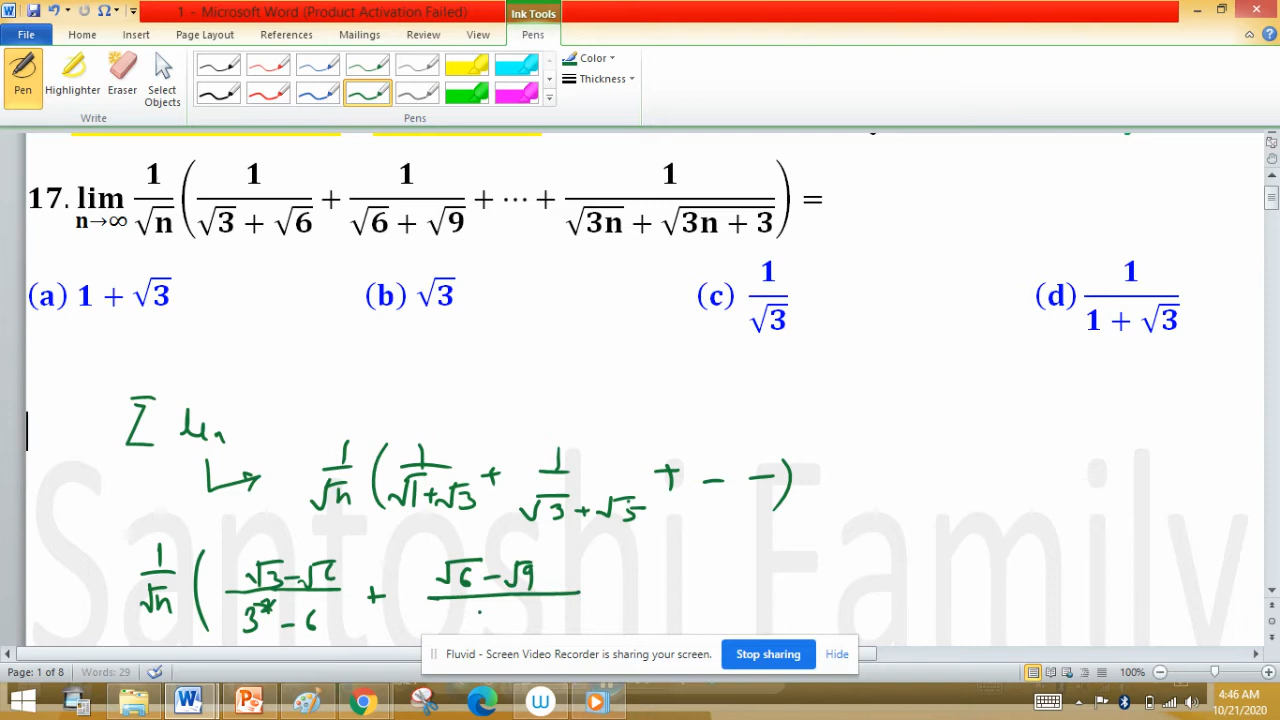 1 - Microsoft Word (Product Activation Failed)
Ink Tools
File Home Insert Page Layout References Mailings Review View Pens
Pen Highlighter Eraser Select Objects
Color
Thickness
Write Pens
17. lim n→∞ 1/√n (1/(√3 + √6) + 1/(√6 + √9) + ⋯ + 1/(√3n + √3n + 3)) =
(a) 1 + √3 (b) √3 (c) 1/√3 (d) 1/(1 + √3)
Σ un
1/√n (1/(√1+√3) + 1/(√3+√5) + - -)
1/√n ( (√3-√6)/(3-6) + (√6-√9)/
Santoshi Family
Fluvid - Screen Video Recorder is sharing your screen. Stop sharing Hide
Page: 1 of 8 Words: 29 100%
4:46 AM
10/21/2020